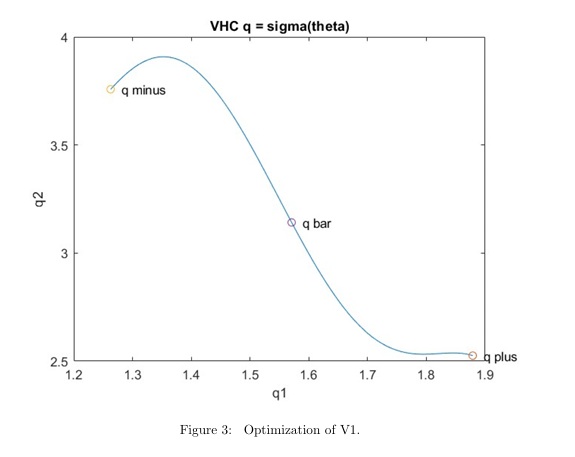 VHC q = sigma(theta)
4
q minus
3.5
q2
q bar
3
2.5
q plus
1.2 1.3 1.4 1.5 1.6 1.7 1.8 1.9
q1
Figure 3: Optimization of V1.